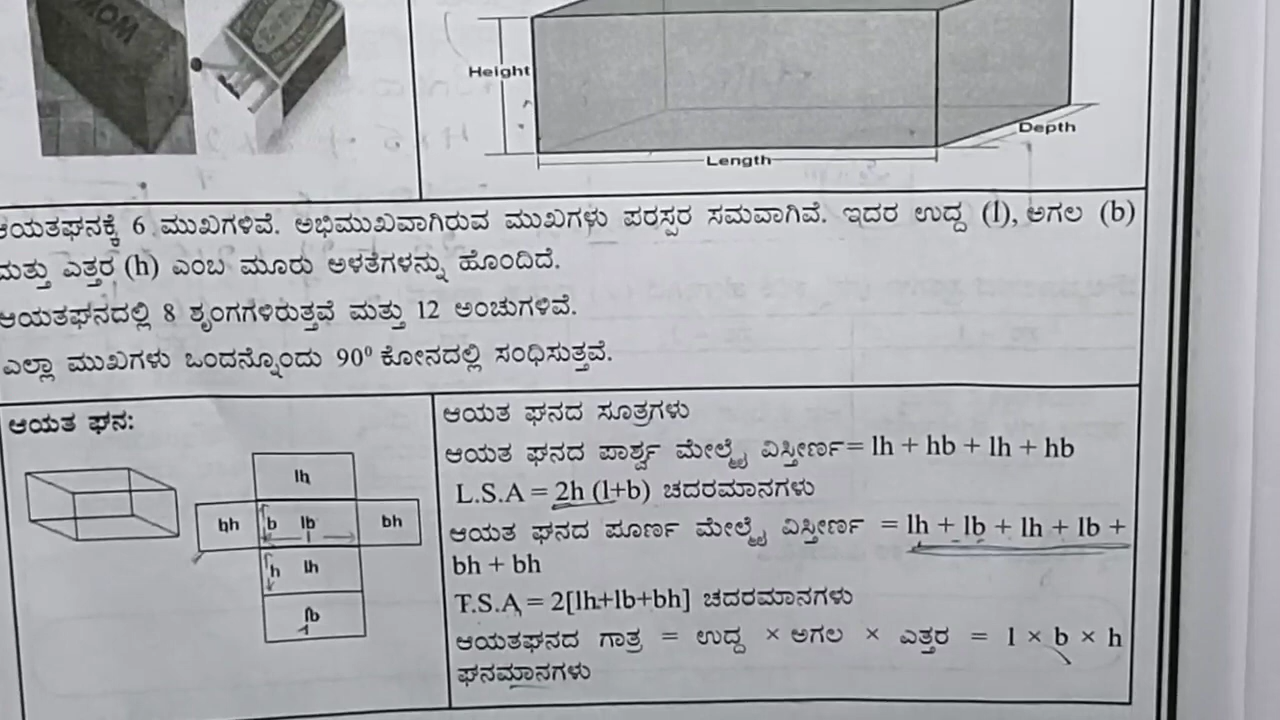 MOM
Height
Depth
Length
ಆಯತಘನಕ್ಕೆ 6 ಮುಖಗಳಿವೆ. ಅಭಿಮುಖವಾಗಿರುವ ಮುಖಗಳು ಪರಸ್ಪರ ಸಮವಾಗಿವೆ. ಇದರ ಉದ್ದ (l), ಅಗಲ (b)
ಮತ್ತು ಎತ್ತರ (h) ಎಂಬ ಮೂರು ಅಳತೆಗಳನ್ನು ಹೊಂದಿದೆ.
ಆಯತಘನದಲ್ಲಿ 8 ಶೃಂಗಗಳಿರುತ್ತವೆ ಮತ್ತು 12 ಅಂಚುಗಳಿವೆ.
ಎಲ್ಲಾ ಮುಖಗಳು ಒಂದನ್ನೊಂದು 90⁰ ಕೋನದಲ್ಲಿ ಸಂಧಿಸುತ್ತವೆ.
ಆಯತ ಘನ:
lh
bh b lb bh
l
h lh
lb
ಆಯತ ಘನದ ಸೂತ್ರಗಳು
ಆಯತ ಘನದ ಪಾರ್ಶ್ವ ಮೇಲ್ಮೈ ವಿಸ್ತೀರ್ಣ= lh + hb + lh + hb
L.S.A = 2h (l+b) ಚದರಮಾನಗಳು
ಆಯತ ಘನದ ಪೂರ್ಣ ಮೇಲ್ಮೈ ವಿಸ್ತೀರ್ಣ = lh + lb + lh + lb +
bh + bh
T.S.A = 2[lh+lb+bh] ಚದರಮಾನಗಳು
ಆಯತಘನದ ಗಾತ್ರ = ಉದ್ದ × ಅಗಲ × ಎತ್ತರ = l × b × h
ಘನಮಾನಗಳು